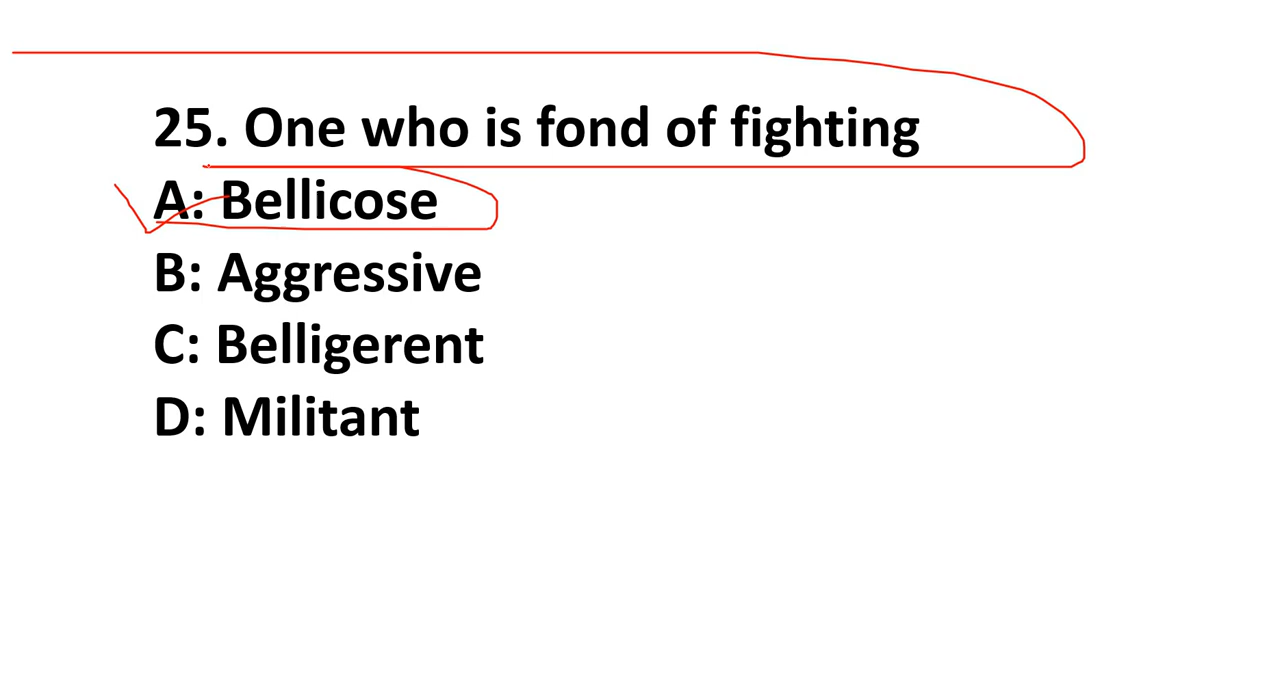 25. One who is fond of fighting
A: Bellicose
B: Aggressive
C: Belligerent
D: Militant